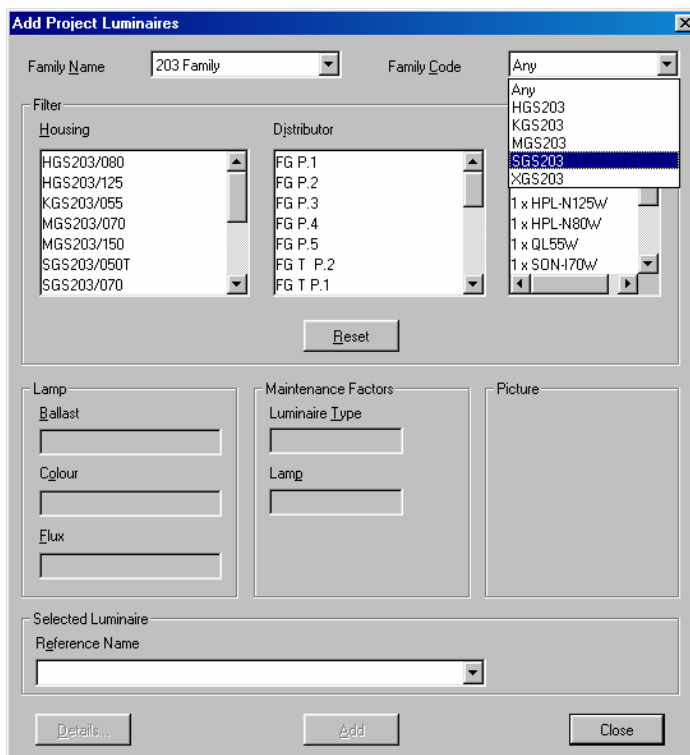 Add Project Luminaires
Family Name
203 Family
Family Code
Any
Any
HGS203
KGS203
MGS203
SGS203
XGS203
Filter
Housing
HGS203/080
HGS203/125
KGS203/055
MGS203/070
MGS203/150
SGS203/050T
SGS203/070
Distributor
FG P.1
FG P.2
FG P.3
FG P.4
FG P.5
FG T P.2
FG T P.1
1 x HPL-N125W
1 x HPL-N80W
1 x QL55W
1 x SON-I70W
Reset
Lamp
Ballast
Colour
Flux
Maintenance Factors
Luminaire Type
Lamp
Picture
Selected Luminaire
Reference Name
Details...
Add
Close